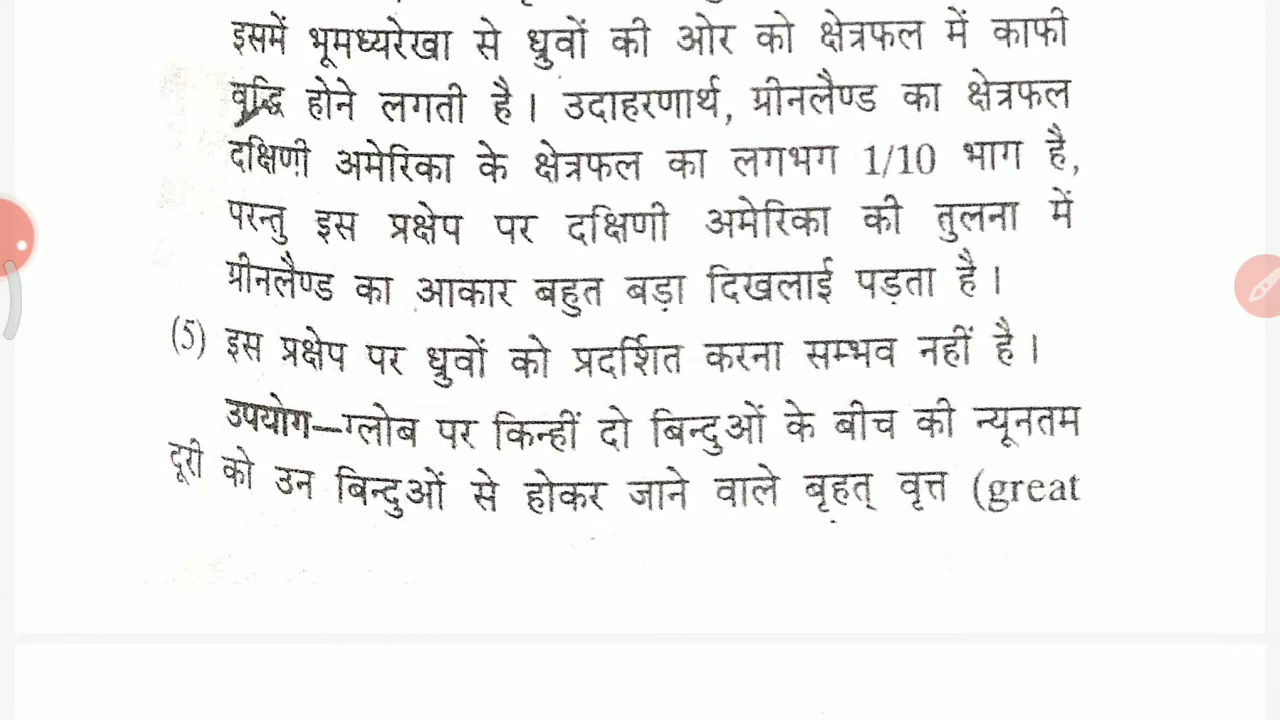 इसमें भूमध्यरेखा से ध्रुवों की ओर को क्षेत्रफल में काफी
वृद्धि होने लगती है । उदाहरणार्थ, ग्रीनलैण्ड का क्षेत्रफल
दक्षिणी अमेरिका के क्षेत्रफल का लगभग 1/10 भाग है,
परन्तु इस प्रक्षेप पर दक्षिणी अमेरिका की तुलना में
ग्रीनलैण्ड का आकार बहुत बड़ा दिखलाई पड़ता है ।
(5) इस प्रक्षेप पर ध्रुवों को प्रदर्शित करना सम्भव नहीं है ।
उपयोग—ग्लोब पर किन्हीं दो बिन्दुओं के बीच की न्यूनतम
दूरी को उन बिन्दुओं से होकर जाने वाले बृहत् वृत्त (great